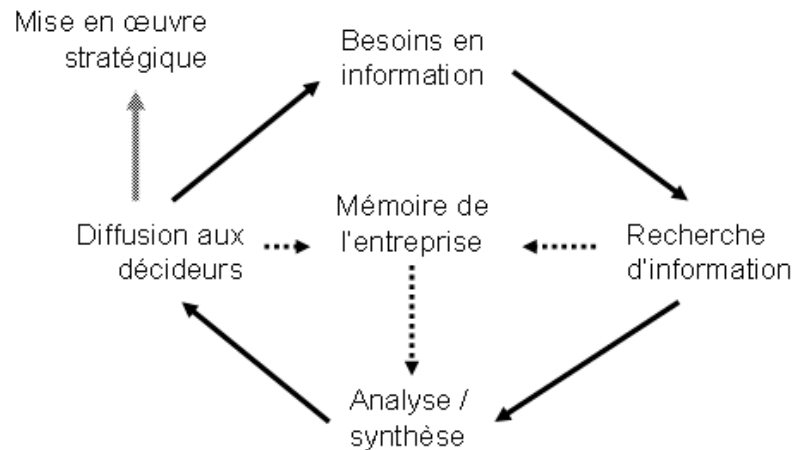 Mise en œuvre
stratégique
Besoins en
information
Diffusion aux
décideurs
Mémoire de
l'entreprise
Recherche
d'information
Analyse /
synthèse